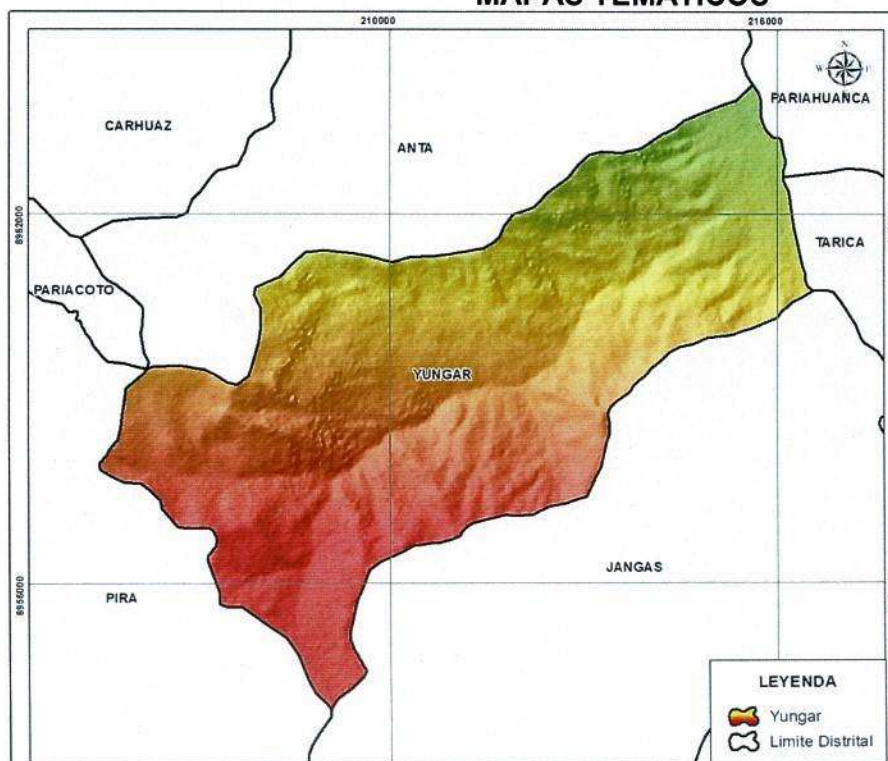 MAPAS TEMATICOS
210000
216000
N
W
E
PARIAHUANCA
CARHUAZ
ANTA
8962000
TARICA
PARIACOTO
YUNGAR
8956000
JANGAS
PIRA
LEYENDA
Yungar
Limite Distrital